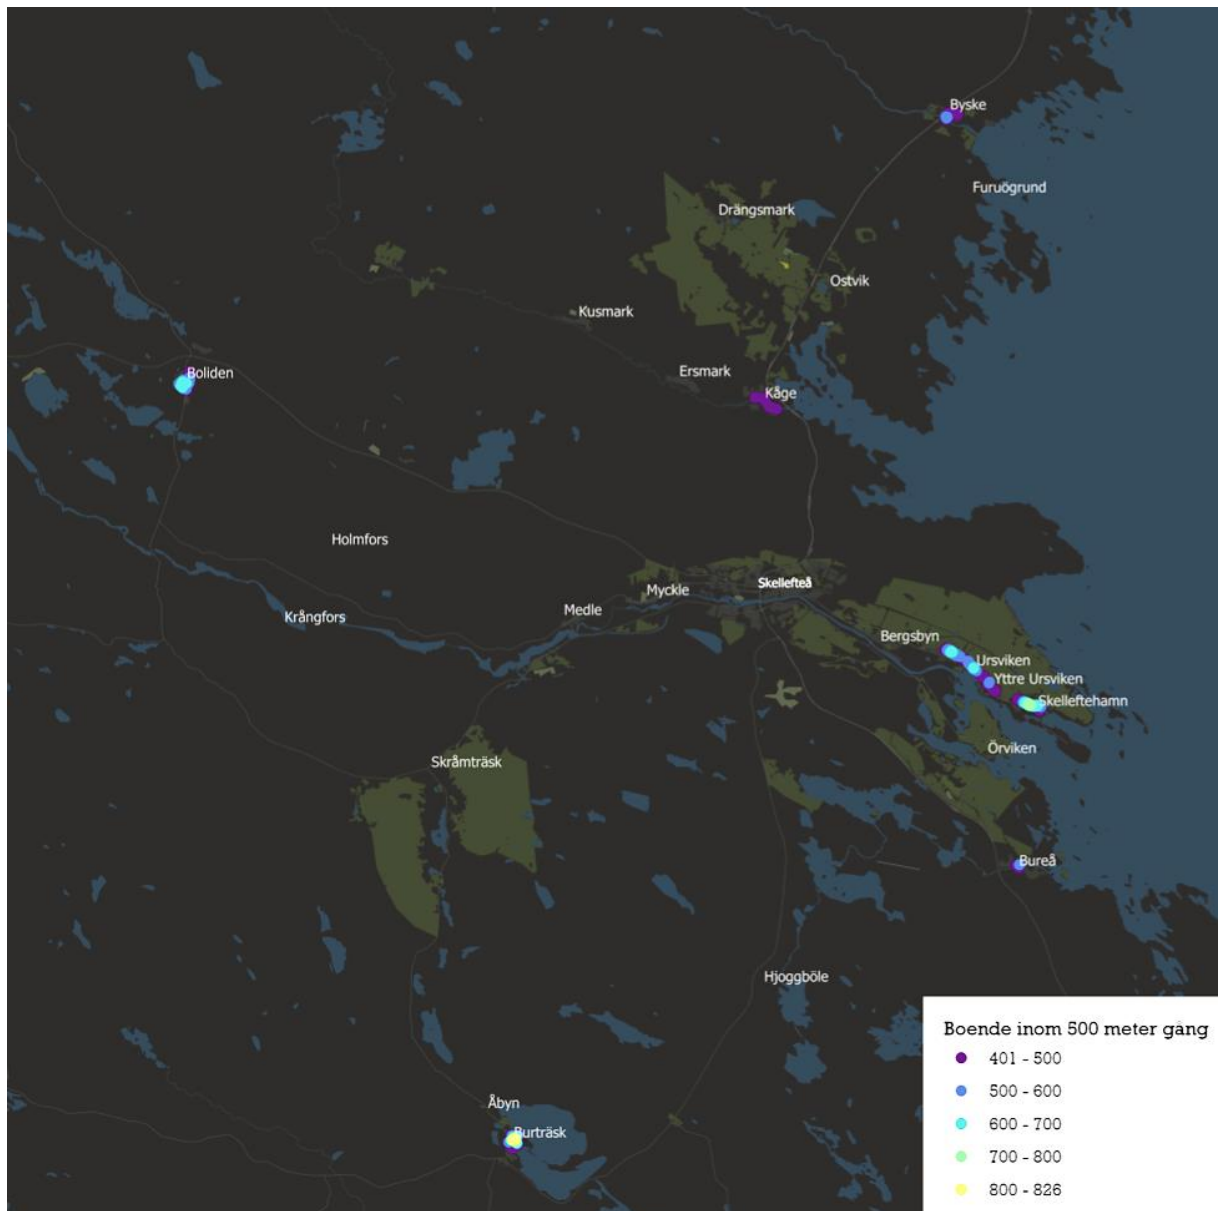 Byske
Furuögrund
Drängsmark
Ostvik
Kusmark
Ersmark
Boliden
Kåge
Holmfors
Skellefteå
Myckle
Medle
Krångfors
Bergsbyn
Ursviken
Yttre Ursviken
Skelleftehamn
Örviken
Skråmträsk
Bureå
Hjoggböle
Åbyn
Burträsk
Boende inom 500 meter gång
401 - 500
500 - 600
600 - 700
700 - 800
800 - 826